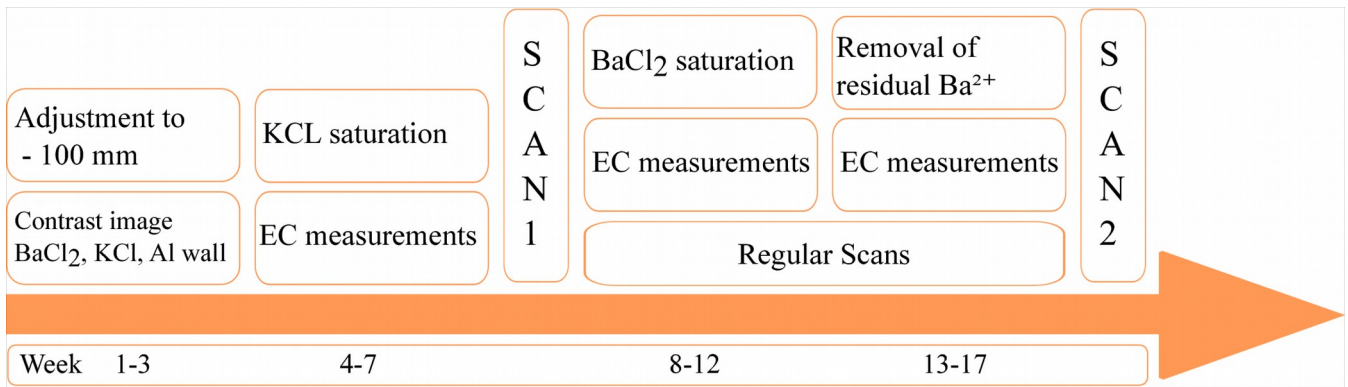 Adjustment to
- 100 mm
Contrast image
BaCl₂, KCl, Al wall
KCL saturation
EC measurements
S
C
A
N
1
BaCl₂ saturation
EC measurements
Removal of
residual Ba²⁺
EC measurements
Regular Scans
S
C
A
N
2
Week 1-3 4-7 8-12 13-17